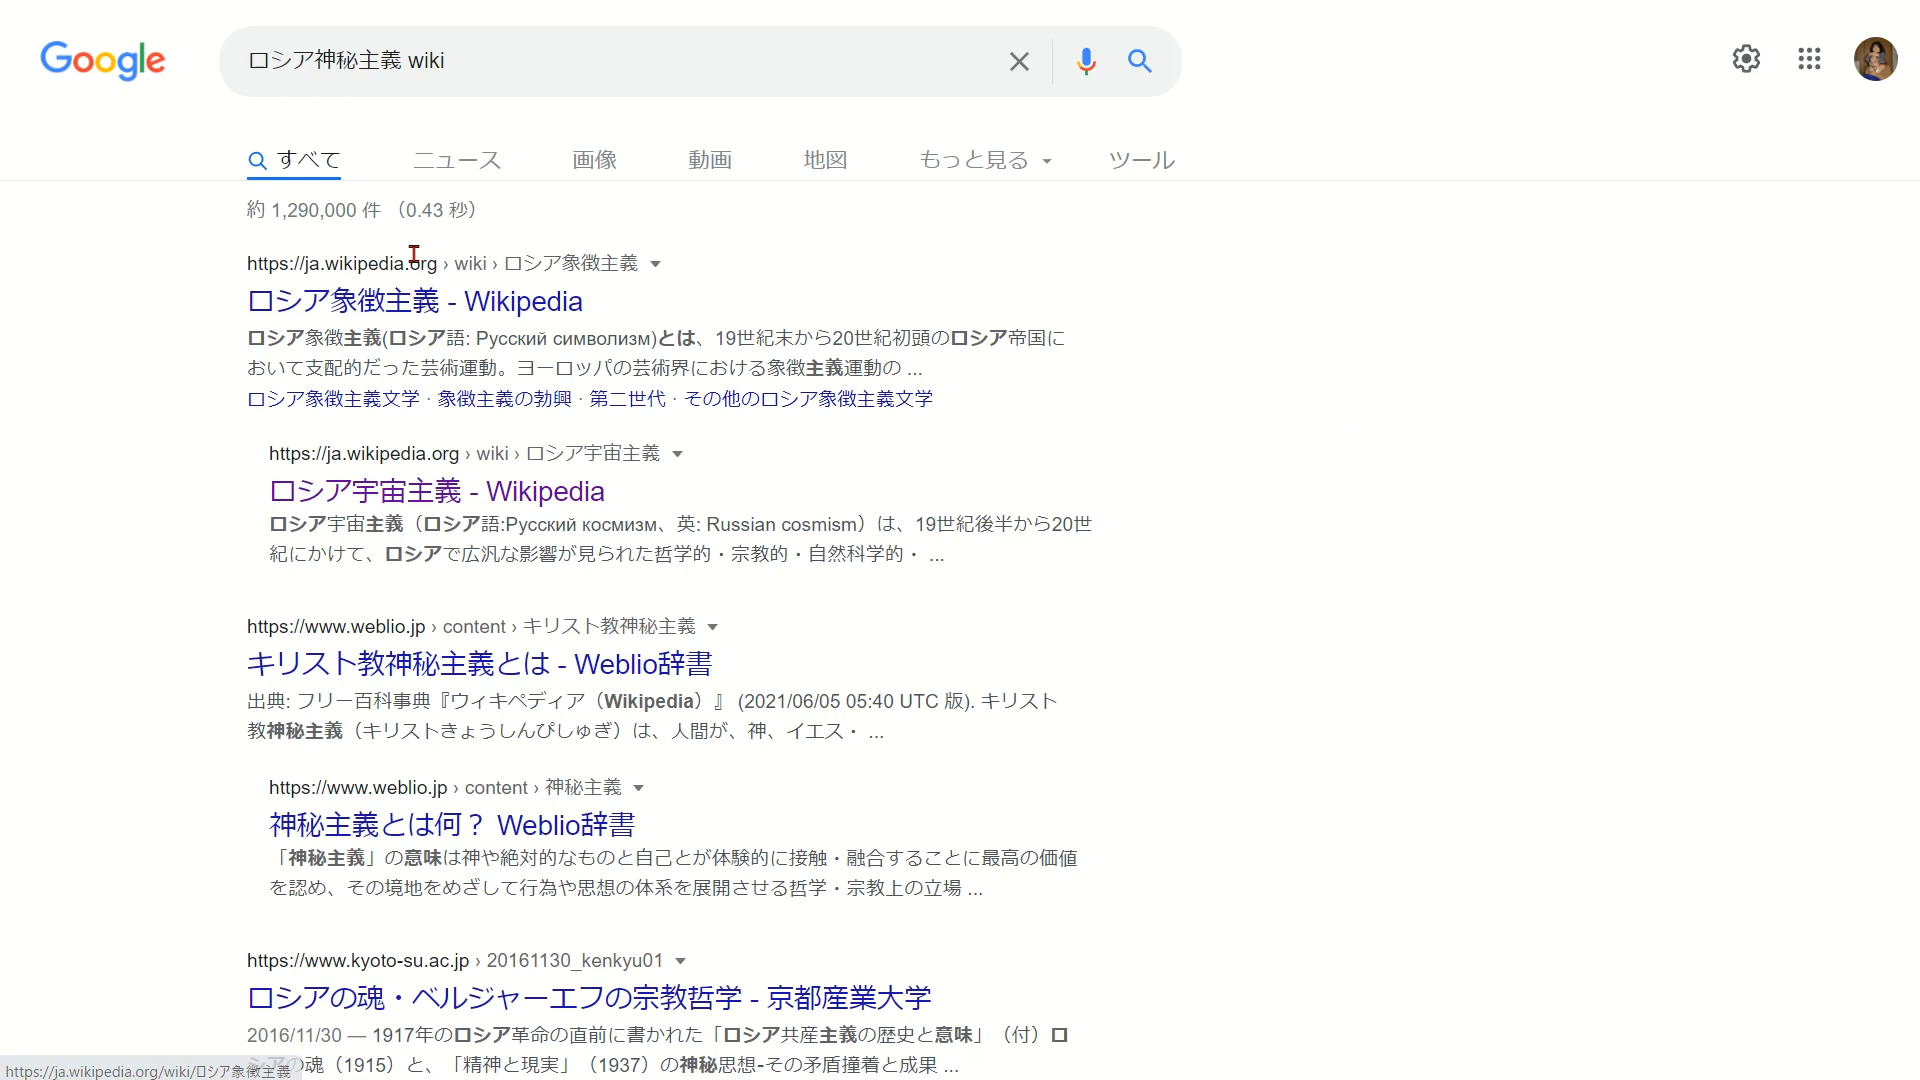 Google
ロシア神秘主義 wiki
すべて ニュース 画像 動画 地図 もっと見る ツール
約 1,290,000 件 （0.43 秒）
https://ja.wikipedia.org › wiki › ロシア象徴主義
ロシア象徴主義 - Wikipedia
ロシア象徴主義(ロシア語: Русский символизм)とは、19世紀末から20世紀初頭のロシア帝国に
おいて支配的だった芸術運動。ヨーロッパの芸術界における象徴主義運動の ...
ロシア象徴主義文学 · 象徴主義の勃興 · 第二世代 · その他のロシア象徴主義文学
https://ja.wikipedia.org › wiki › ロシア宇宙主義
ロシア宇宙主義 - Wikipedia
ロシア宇宙主義（ロシア語:Русский космизм、英: Russian cosmism）は、19世紀後半から20世
紀にかけて、ロシアで広汎な影響が見られた哲学的・宗教的・自然科学的・ ...
https://www.weblio.jp › content › キリスト教神秘主義
キリスト教神秘主義とは - Weblio辞書
出典: フリー百科事典『ウィキペディア（Wikipedia）』 (2021/06/05 05:40 UTC 版). キリスト
教神秘主義（キリストきょうしんぴしゅぎ）は、人間が、神、イエス・ ...
https://www.weblio.jp › content › 神秘主義
神秘主義とは何？ Weblio辞書
「神秘主義」の意味は神や絶対的なものと自己とが体験的に接触・融合することに最高の価値
を認め、その境地をめざして行為や思想の体系を展開させる哲学・宗教上の立場 ...
https://www.kyoto-su.ac.jp › 20161130_kenkyu01
ロシアの魂・ベルジャーエフの宗教哲学 - 京都産業大学
2016/11/30 — 1917年のロシア革命の直前に書かれた「ロシア共産主義の歴史と意味」（付）ロ
シアの魂（1915）と、「精神と現実」（1937）の神秘思想-その矛盾撞着と成果 ...
https://ja.wikipedia.org/wiki/ロシア象徴主義